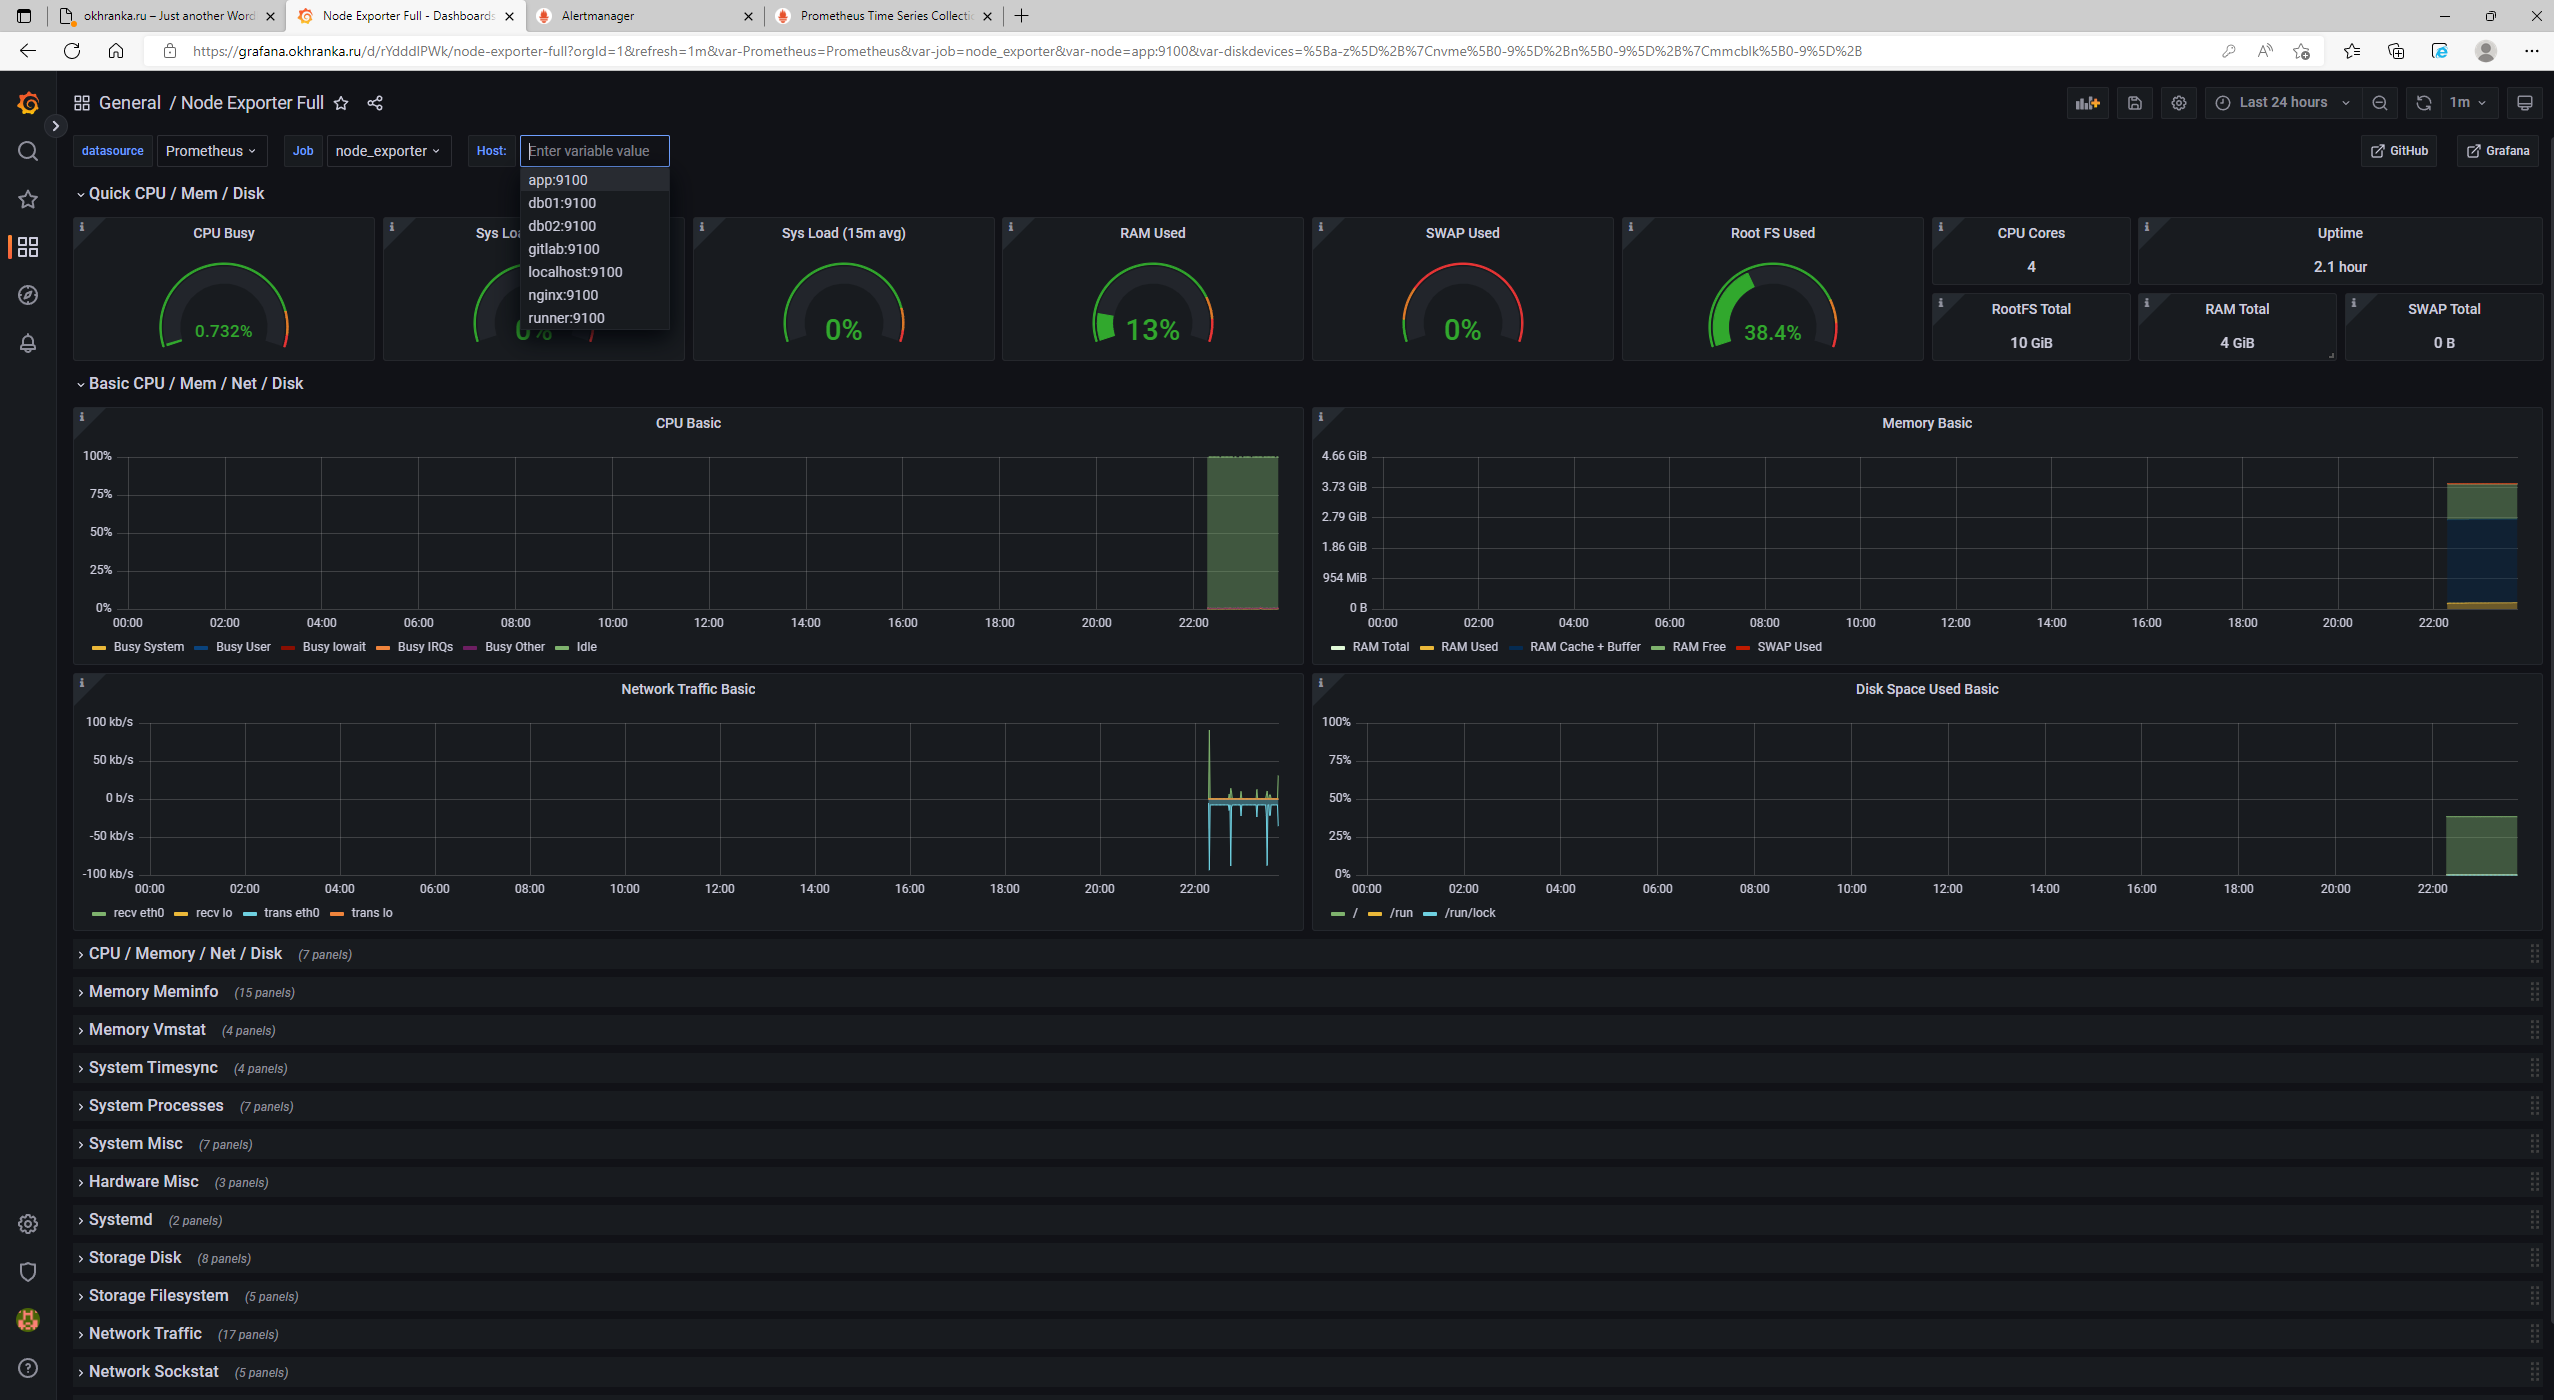 okhranka.ru – Just another Word
Node Exporter Full - Dashboards
Alertmanager
Prometheus Time Series Collecti
https://grafana.okhranka.ru/d/rYdddlPWk/node-exporter-full?orgId=1&refresh=1m&var-Prometheus=Prometheus&var-job=node_exporter&var-node=app:9100&var-diskdevices=%5Ba-z%5D%2B%7Cnvme%5B0-9%5D%2Bn%5B0-9%5D%2B%7Cmmcblk%5B0-9%5D%2B
General / Node Exporter Full
Last 24 hours
1m
datasource Prometheus Job node_exporter Host: Enter variable value
GitHub Grafana
app:9100
db01:9100
db02:9100
gitlab:9100
localhost:9100
nginx:9100
runner:9100
Quick CPU / Mem / Disk
CPU Busy
0.732%
Sys Loa
0%
Sys Load (15m avg)
0%
RAM Used
13%
SWAP Used
0%
Root FS Used
38.4%
CPU Cores
4
Uptime
2.1 hour
RootFS Total
10 GiB
RAM Total
4 GiB
SWAP Total
0 B
Basic CPU / Mem / Net / Disk
CPU Basic
100%
75%
50%
25%
0%
00:00 02:00 04:00 06:00 08:00 10:00 12:00 14:00 16:00 18:00 20:00 22:00
Busy System Busy User Busy Iowait Busy IRQs Busy Other Idle
Memory Basic
4.66 GiB
3.73 GiB
2.79 GiB
1.86 GiB
954 MiB
0 B
00:00 02:00 04:00 06:00 08:00 10:00 12:00 14:00 16:00 18:00 20:00 22:00
RAM Total RAM Used RAM Cache + Buffer RAM Free SWAP Used
Network Traffic Basic
100 kb/s
50 kb/s
0 b/s
-50 kb/s
-100 kb/s
00:00 02:00 04:00 06:00 08:00 10:00 12:00 14:00 16:00 18:00 20:00 22:00
recv eth0 recv lo trans eth0 trans lo
Disk Space Used Basic
100%
75%
50%
25%
0%
00:00 02:00 04:00 06:00 08:00 10:00 12:00 14:00 16:00 18:00 20:00 22:00
/ /run /run/lock
CPU / Memory / Net / Disk (7 panels)
Memory Meminfo (15 panels)
Memory Vmstat (4 panels)
System Timesync (4 panels)
System Processes (7 panels)
System Misc (7 panels)
Hardware Misc (3 panels)
Systemd (2 panels)
Storage Disk (8 panels)
Storage Filesystem (5 panels)
Network Traffic (17 panels)
Network Sockstat (5 panels)